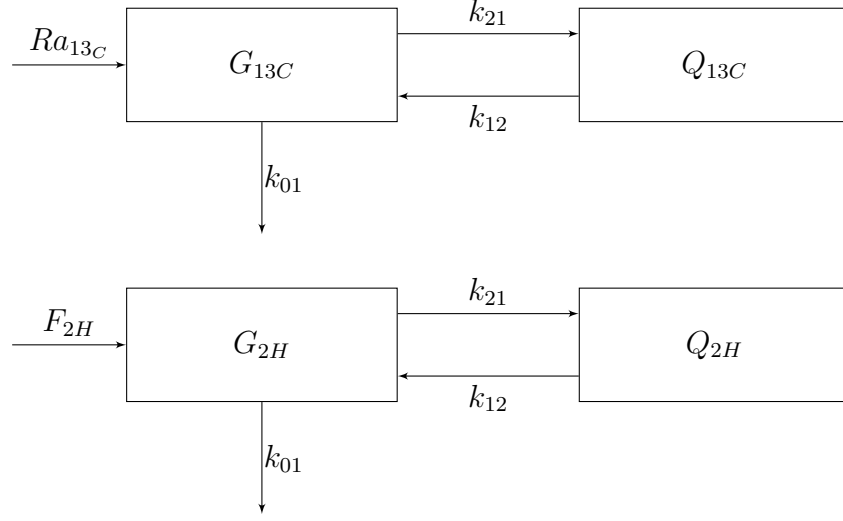 k₂₁
Ra₁₃C
G₁₃C
Q₁₃C
k₁₂
k₀₁
k₂₁
F₂H
G₂H
Q₂H
k₁₂
k₀₁